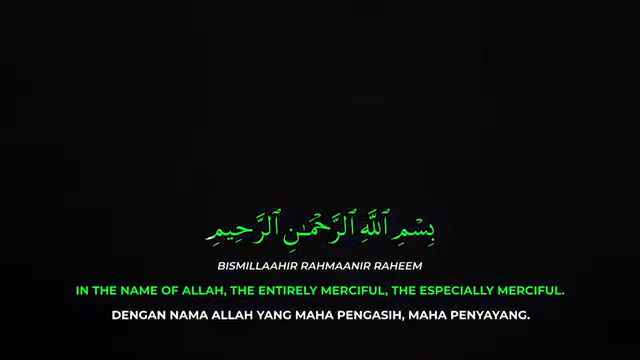 بِسْمِ ٱللَّهِ ٱلرَّحْمَـٰنِ ٱلرَّحِيمِ
BISMILLAAHIR RAHMAANIR RAHEEM
IN THE NAME OF ALLAH, THE ENTIRELY MERCIFUL, THE ESPECIALLY MERCIFUL.
DENGAN NAMA ALLAH YANG MAHA PENGASIH, MAHA PENYAYANG.